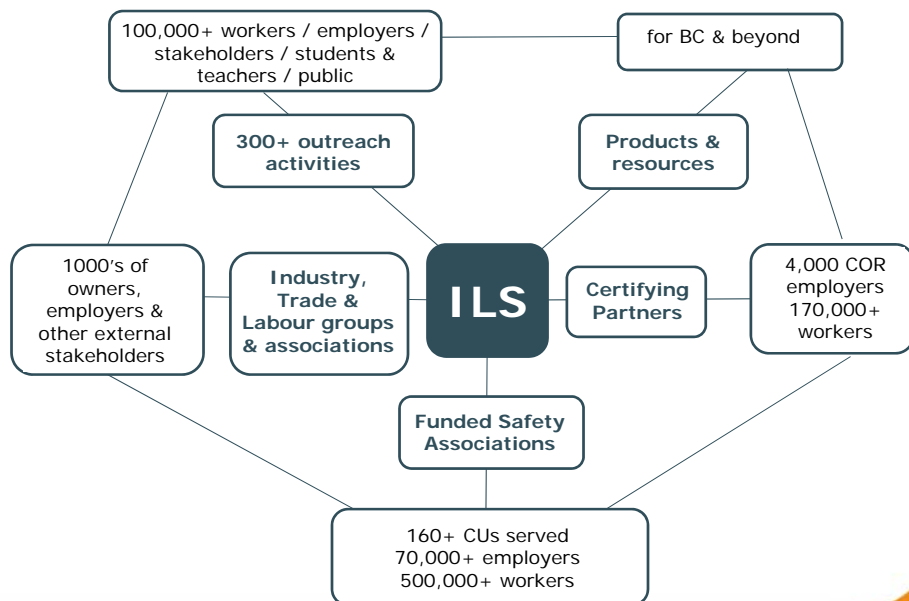 100,000+ workers / employers /
stakeholders / students &
teachers / public
for BC & beyond
300+ outreach
activities
Products &
resources
1000's of
owners,
employers &
other external
stakeholders
Industry,
Trade &
Labour groups
& associations
ILS
Certifying
Partners
4,000 COR
employers
170,000+
workers
Funded Safety
Associations
160+ CUs served
70,000+ employers
500,000+ workers